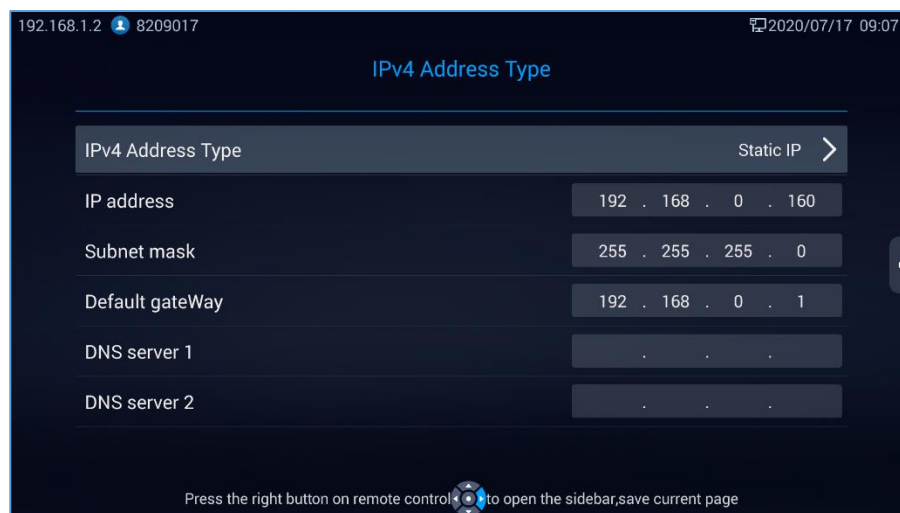 192.168.1.2 8209017 2020/07/17 09:07
IPv4 Address Type
IPv4 Address Type Static IP
IP address 192 . 168 . 0 . 160
Subnet mask 255 . 255 . 255 . 0
Default gateWay 192 . 168 . 0 . 1
DNS server 1 . . .
DNS server 2 . . .
Press the right button on remote control to open the sidebar,save current page